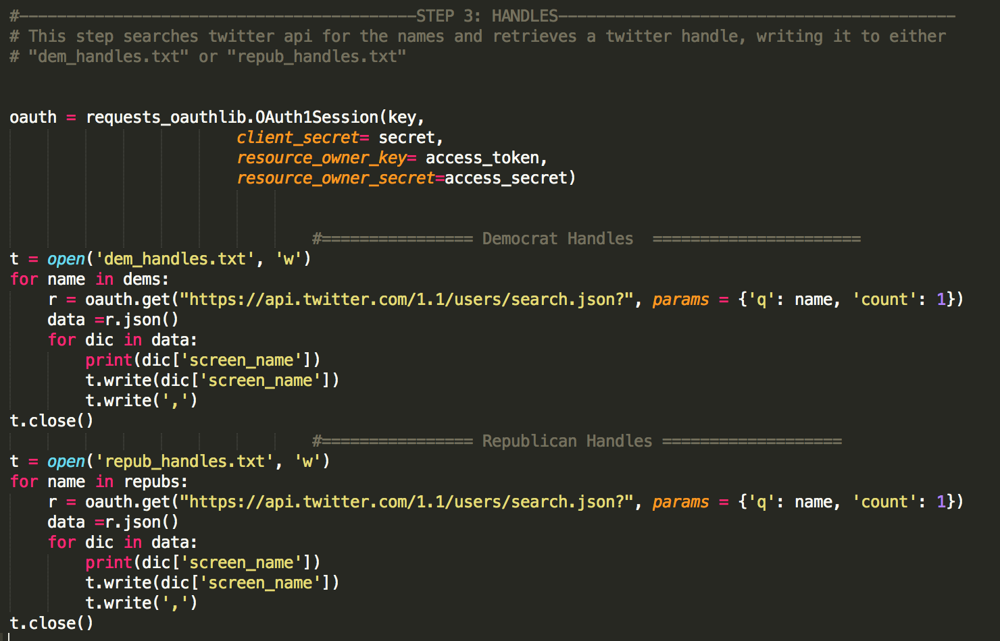 #——————————————————————————————————————————STEP 3: HANDLES——————————————————————————————————————————
# This step searches twitter api for the names and retrieves a twitter handle, writing it to either
# "dem_handles.txt" or "repub_handles.txt"
oauth = requests_oauthlib.OAuth1Session(key,
                        client_secret= secret,
                        resource_owner_key= access_token,
                        resource_owner_secret=access_secret)
                                #================ Democrat Handles  ======================
t = open('dem_handles.txt', 'w')
for name in dems:
    r = oauth.get("https://api.twitter.com/1.1/users/search.json?", params = {'q': name, 'count': 1})
    data =r.json()
    for dic in data:
        print(dic['screen_name'])
        t.write(dic['screen_name'])
        t.write(',')
t.close()
                                #================ Republican Handles ===================
t = open('repub_handles.txt', 'w')
for name in repubs:
    r = oauth.get("https://api.twitter.com/1.1/users/search.json?", params = {'q': name, 'count': 1})
    data =r.json()
    for dic in data:
        print(dic['screen_name'])
        t.write(dic['screen_name'])
        t.write(',')
t.close()